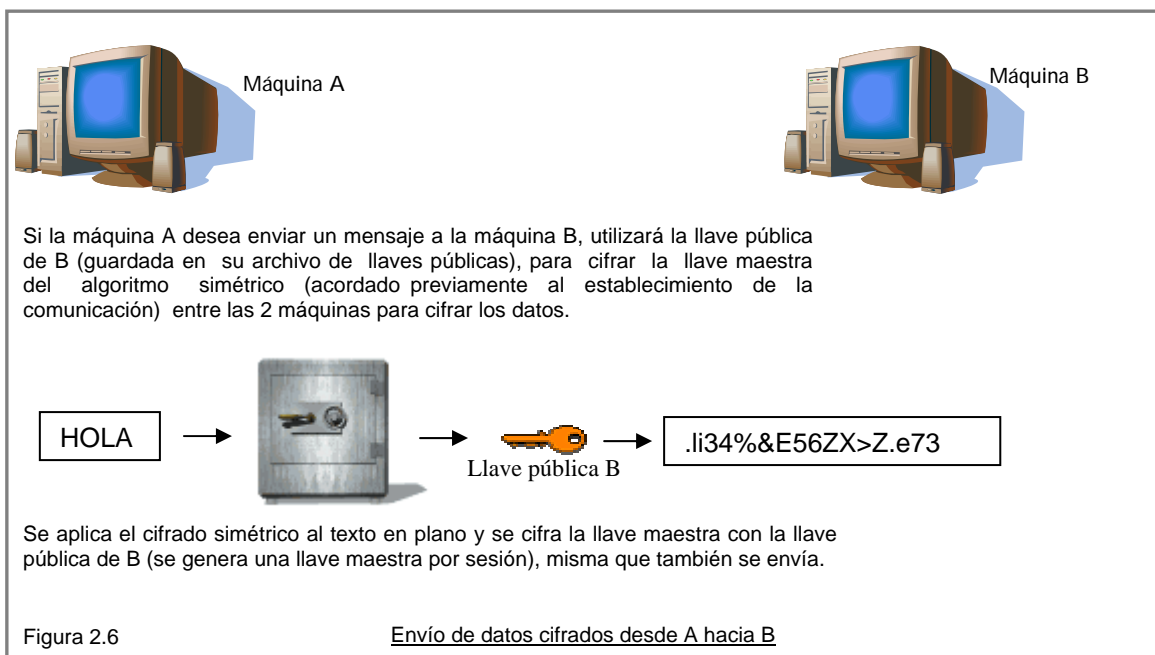 Máquina A
Máquina B
Si la máquina A desea enviar un mensaje a la máquina B, utilizará la llave pública
de B (guardada en su archivo de llaves públicas), para cifrar la llave maestra
del algoritmo simétrico (acordado previamente al establecimiento de la
comunicación) entre las 2 máquinas para cifrar los datos.
HOLA
.li34%&E56ZX>Z.e73
Llave pública B
Se aplica el cifrado simétrico al texto en plano y se cifra la llave maestra con la llave
pública de B (se genera una llave maestra por sesión), misma que también se envía.
Figura 2.6
Envío de datos cifrados desde A hacia B